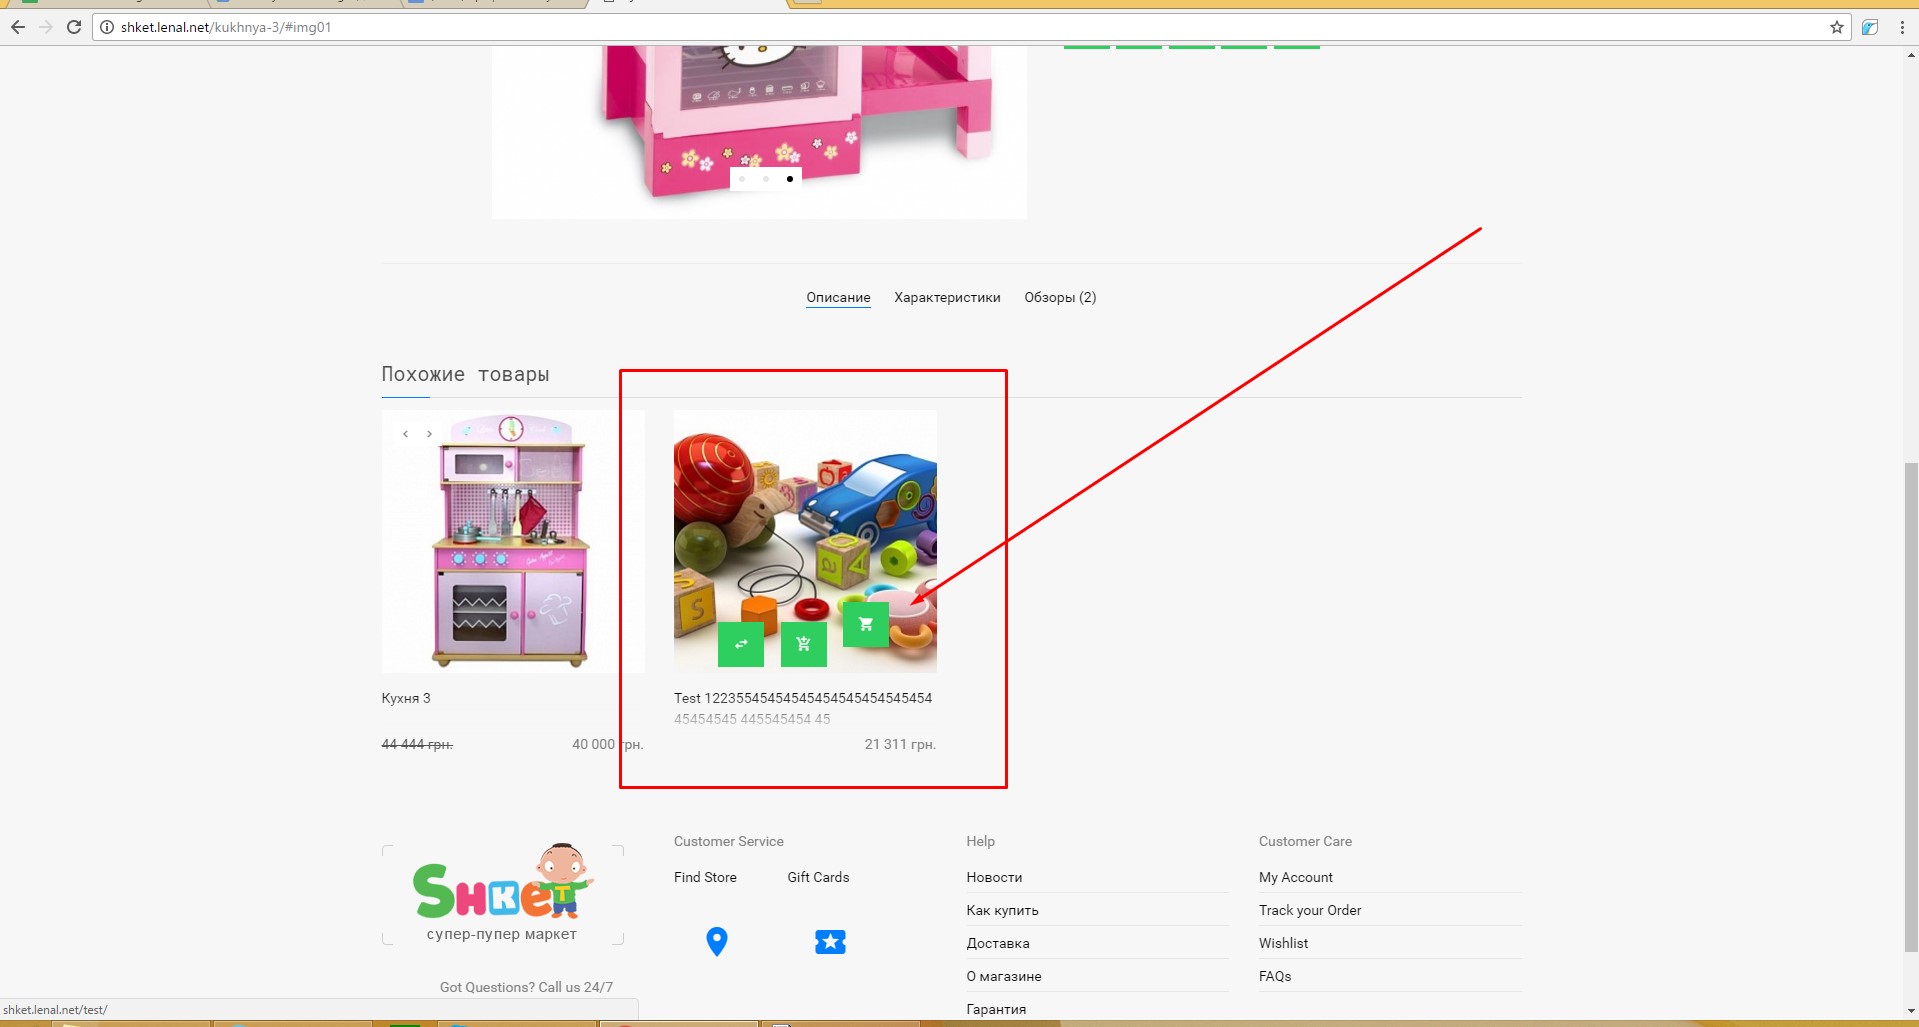 shket.lenal.net/kukhnya-3/#img01
Описание Характеристики Обзоры (2)
Похожие товары
Кухня 3
44 444 грн. 40 000 грн.
Test 122355454545454545454545454545454
45454545 445545454 45
21 311 грн.
SHKET
супер-пупер маркет
Got Questions? Call us 24/7
Customer Service
Find Store Gift Cards
Help
Новости
Как купить
Доставка
О магазине
Гарантия
Customer Care
My Account
Track your Order
Wishlist
FAQs
shket.lenal.net/test/